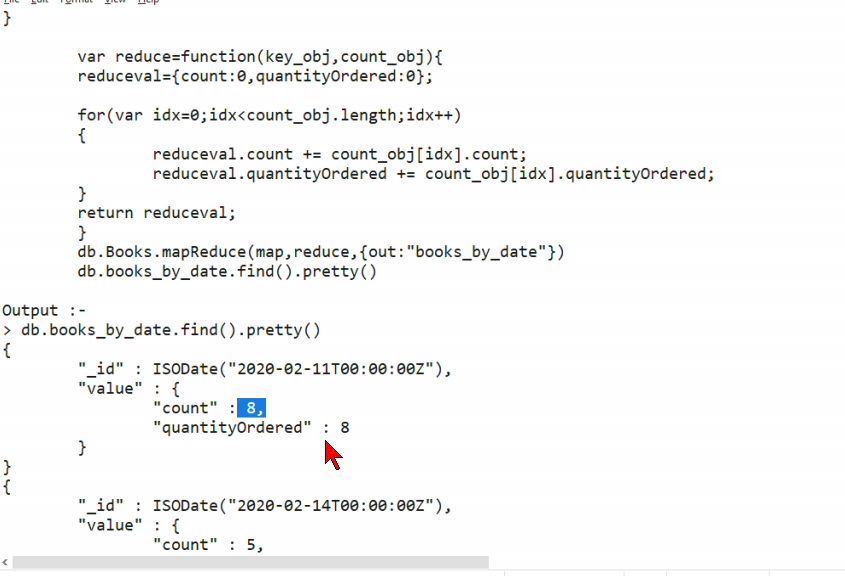 File Edit Format View Help
}
var reduce=function(key_obj,count_obj){
reduceval={count:0,quantityOrdered:0};
for(var idx=0;idx<count_obj.length;idx++)
{
reduceval.count += count_obj[idx].count;
reduceval.quantityOrdered += count_obj[idx].quantityOrdered;
}
return reduceval;
}
db.Books.mapReduce(map,reduce,{out:"books_by_date"})
db.books_by_date.find().pretty()
Output :-
> db.books_by_date.find().pretty()
{
"_id" : ISODate("2020-02-11T00:00:00Z"),
"value" : {
"count" : 8,
"quantityOrdered" : 8
}
}
{
"_id" : ISODate("2020-02-14T00:00:00Z"),
"value" : {
"count" : 5,